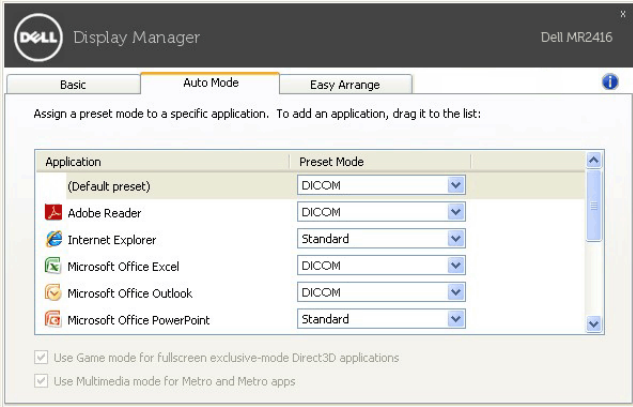 DELL Display Manager Dell MR2416
x
Basic Auto Mode Easy Arrange
Assign a preset mode to a specific application. To add an application, drag it to the list:
Application Preset Mode
(Default preset) DICOM
Adobe Reader DICOM
Internet Explorer Standard
Microsoft Office Excel DICOM
Microsoft Office Outlook DICOM
Microsoft Office PowerPoint Standard
Use Game mode for fullscreen exclusive-mode Direct3D applications
Use Multimedia mode for Metro and Metro apps